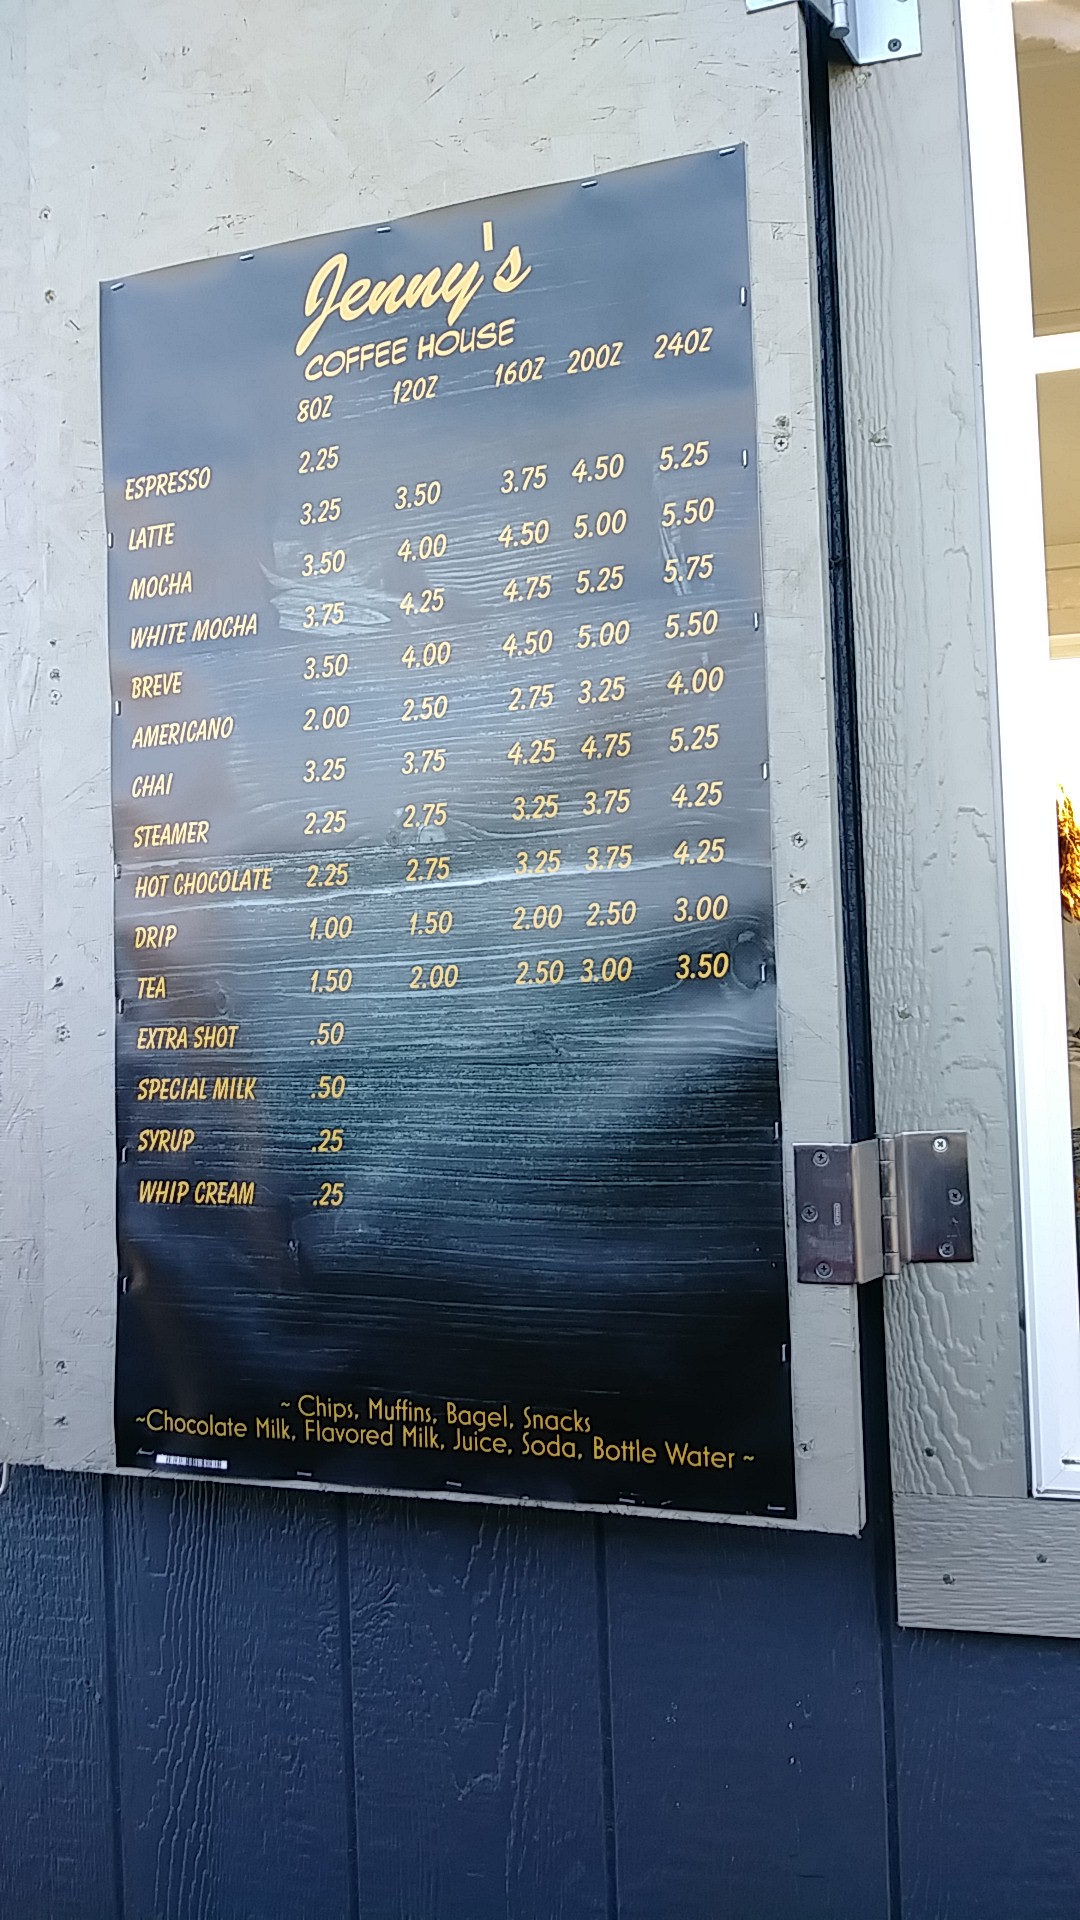 Jenny's
COFFEE HOUSE
8OZ 12OZ 16OZ 20OZ 24OZ
ESPRESSO 2.25
LATTE 3.25 3.50 3.75 4.50 5.25
MOCHA 3.50 4.00 4.50 5.00 5.50
WHITE MOCHA 3.75 4.25 4.75 5.25 5.75
BREVE 3.50 4.00 4.50 5.00 5.50
AMERICANO 2.00 2.50 2.75 3.25 4.00
CHAI 3.25 3.75 4.25 4.75 5.25
STEAMER 2.25 2.75 3.25 3.75 4.25
HOT CHOCOLATE 2.25 2.75 3.25 3.75 4.25
DRIP 1.00 1.50 2.00 2.50 3.00
TEA 1.50 2.00 2.50 3.00 3.50
EXTRA SHOT .50
SPECIAL MILK .50
SYRUP .25
WHIP CREAM .25
~ Chips, Muffins, Bagel, Snacks
~Chocolate Milk, Flavored Milk, Juice, Soda, Bottle Water ~